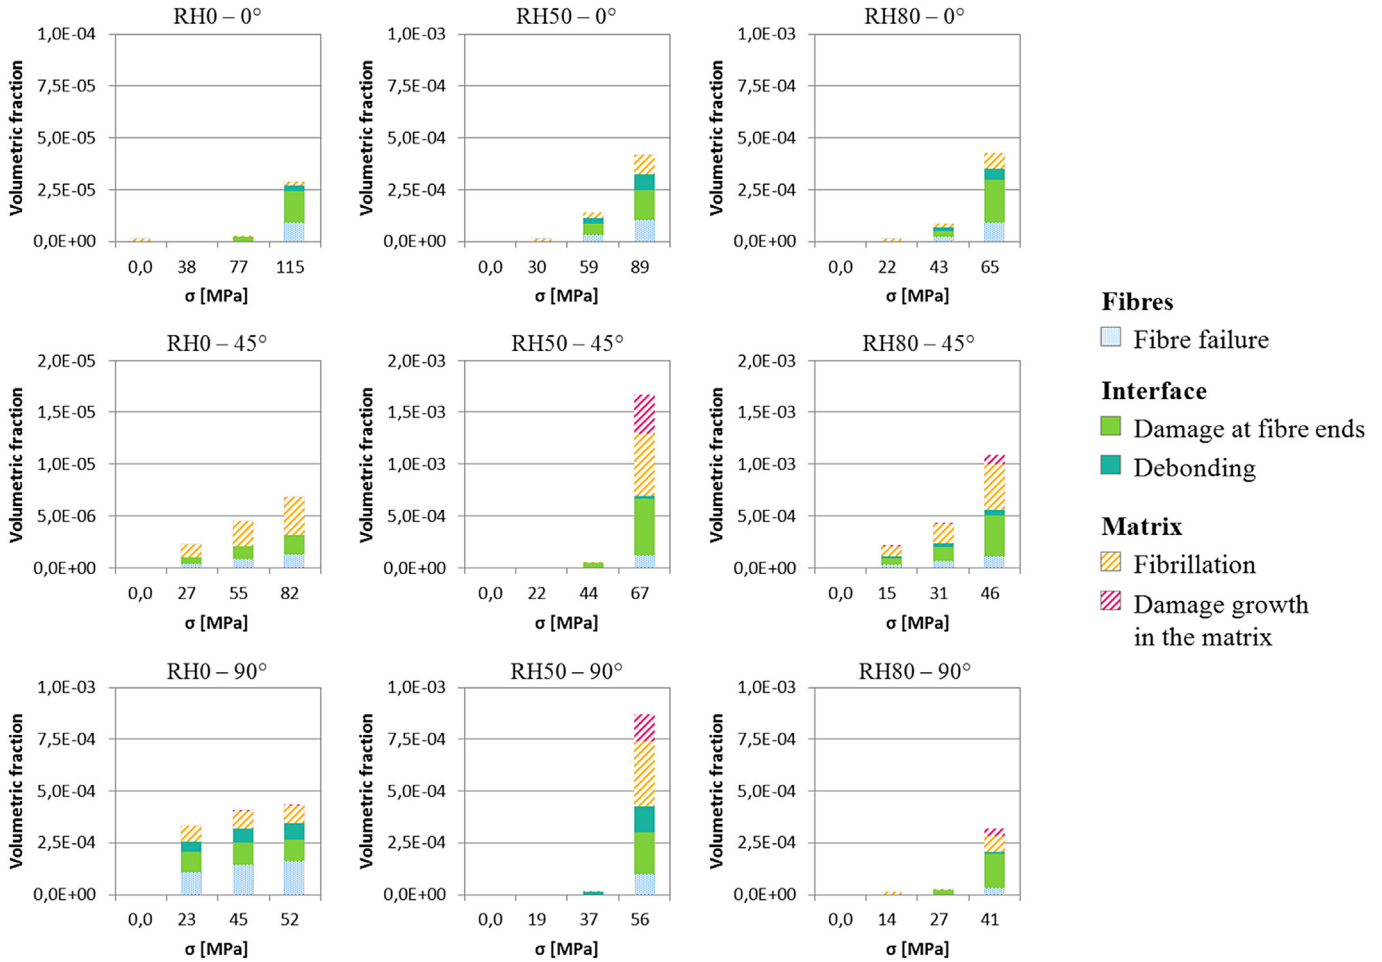 RH0 – 0°
1,0E-04
7,5E-05
5,0E-05
2,5E-05
0,0E+00
Volumetric fraction
0,0 38 77 115
σ [MPa]
RH50 – 0°
1,0E-03
7,5E-04
5,0E-04
2,5E-04
0,0E+00
Volumetric fraction
0,0 30 59 89
σ [MPa]
RH80 – 0°
1,0E-03
7,5E-04
5,0E-04
2,5E-04
0,0E+00
Volumetric fraction
0,0 22 43 65
σ [MPa]
RH0 – 45°
2,0E-05
1,5E-05
1,0E-05
5,0E-06
0,0E+00
Volumetric fraction
0,0 27 55 82
σ [MPa]
RH50 – 45°
2,0E-03
1,5E-03
1,0E-03
5,0E-04
0,0E+00
Volumetric fraction
0,0 22 44 67
σ [MPa]
RH80 – 45°
2,0E-03
1,5E-03
1,0E-03
5,0E-04
0,0E+00
Volumetric fraction
0,0 15 31 46
σ [MPa]
RH0 – 90°
1,0E-03
7,5E-04
5,0E-04
2,5E-04
0,0E+00
Volumetric fraction
0,0 23 45 52
σ [MPa]
RH50 – 90°
1,0E-03
7,5E-04
5,0E-04
2,5E-04
0,0E+00
Volumetric fraction
0,0 19 37 56
σ [MPa]
RH80 – 90°
1,0E-03
7,5E-04
5,0E-04
2,5E-04
0,0E+00
Volumetric fraction
0,0 14 27 41
σ [MPa]
Fibres
Fibre failure
Interface
Damage at fibre ends
Debonding
Matrix
Fibrillation
Damage growth
in the matrix